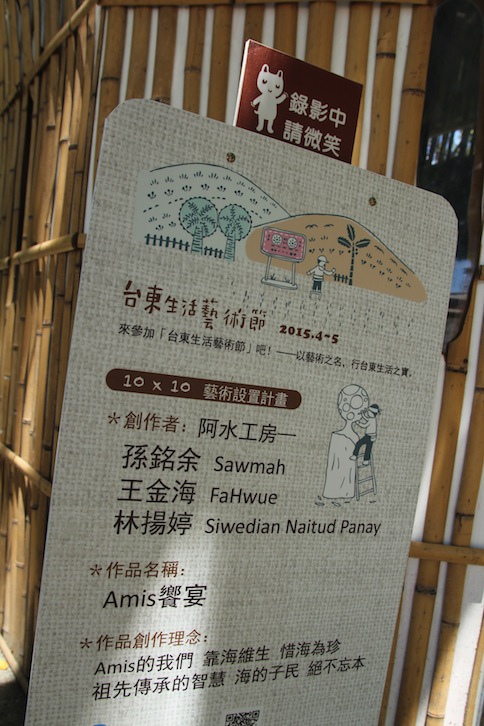 錄影中
請微笑
台東生活藝術節 2015.4-5
來參加「台東生活藝術節」吧！——以藝術之名，行台東生活之實。
10 x 10 藝術設置計畫
*創作者：阿水工房—
孫銘余 Sawmah
王金海 FaHwue
林揚婷 Siwedian Naitud Panay
*作品名稱：
Amis饗宴
*作品創作理念：
Amis的我們 靠海維生 惜海為珍
祖先傳承的智慧 海的子民 絕不忘本